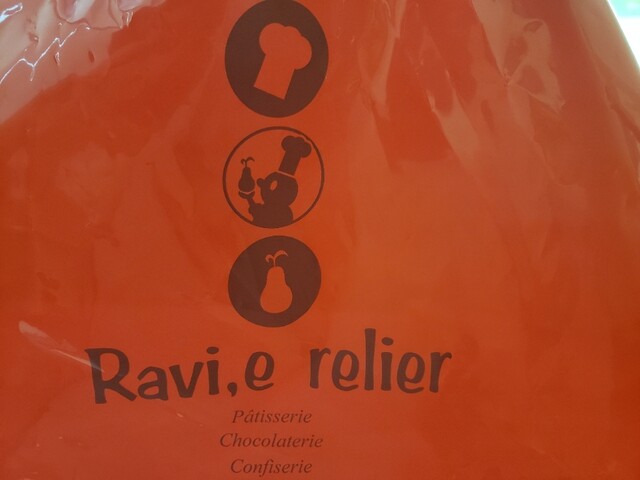 Ravi,e relier
Pâtisserie
Chocolaterie
Confiserie